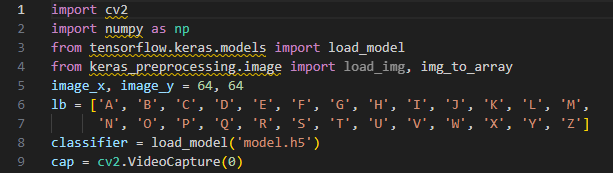 1 import cv2
2 import numpy as np
3 from tensorflow.keras.models import load_model
4 from keras_preprocessing.image import load_img, img_to_array
5 image_x, image_y = 64, 64
6 lb = ['A', 'B', 'C', 'D', 'E', 'F', 'G', 'H', 'I', 'J', 'K', 'L', 'M',
7 'N', 'O', 'P', 'Q', 'R', 'S', 'T', 'U', 'V', 'W', 'X', 'Y', 'Z']
8 classifier = load_model('model.h5')
9 cap = cv2.VideoCapture(0)